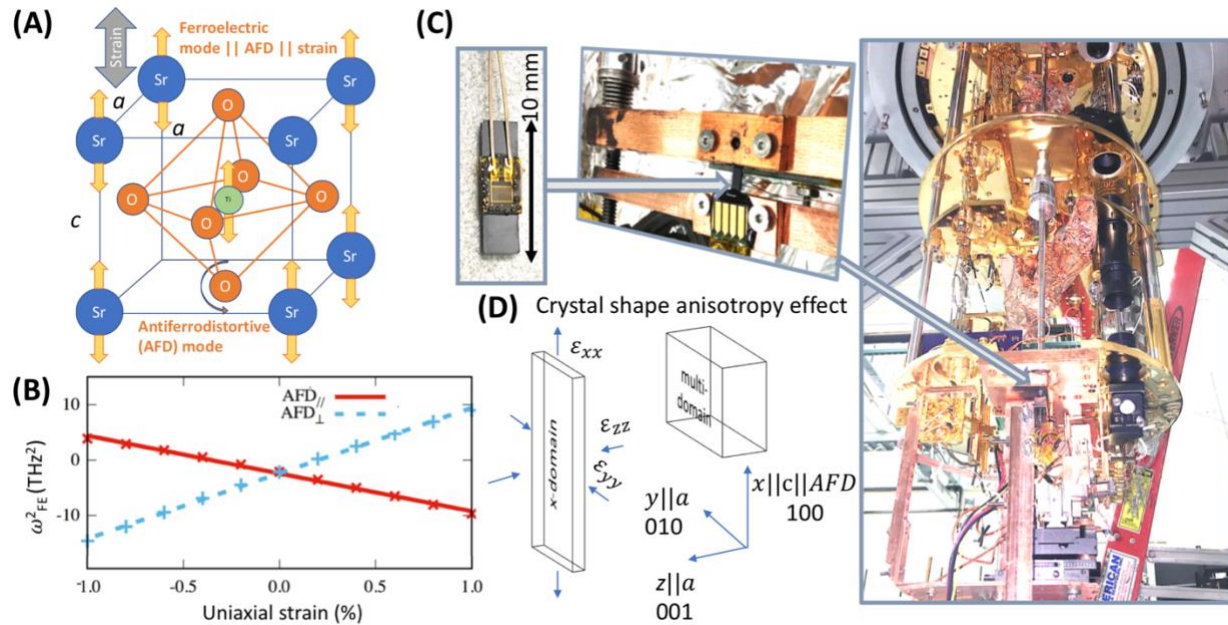 (A)
Strain
Ferroelectric
mode || AFD || strain
Sr
Sr
O
a
a
Sr
Sr
O
O
Ti
O
O
c
Sr
O
Sr
Sr
Antiferrodistortive
(AFD) mode
(B)
AFD//
AFD⊥
10
0
-10
ω²FE (THz²)
-1.0
-0.5
0.0
0.5
1.0
Uniaxial strain (%)
(C)
10 mm
(D) Crystal shape anisotropy effect
εxx
εzz
εyy
x-domain
multi-
domain
x||c||AFD
100
y||a
010
z||a
001